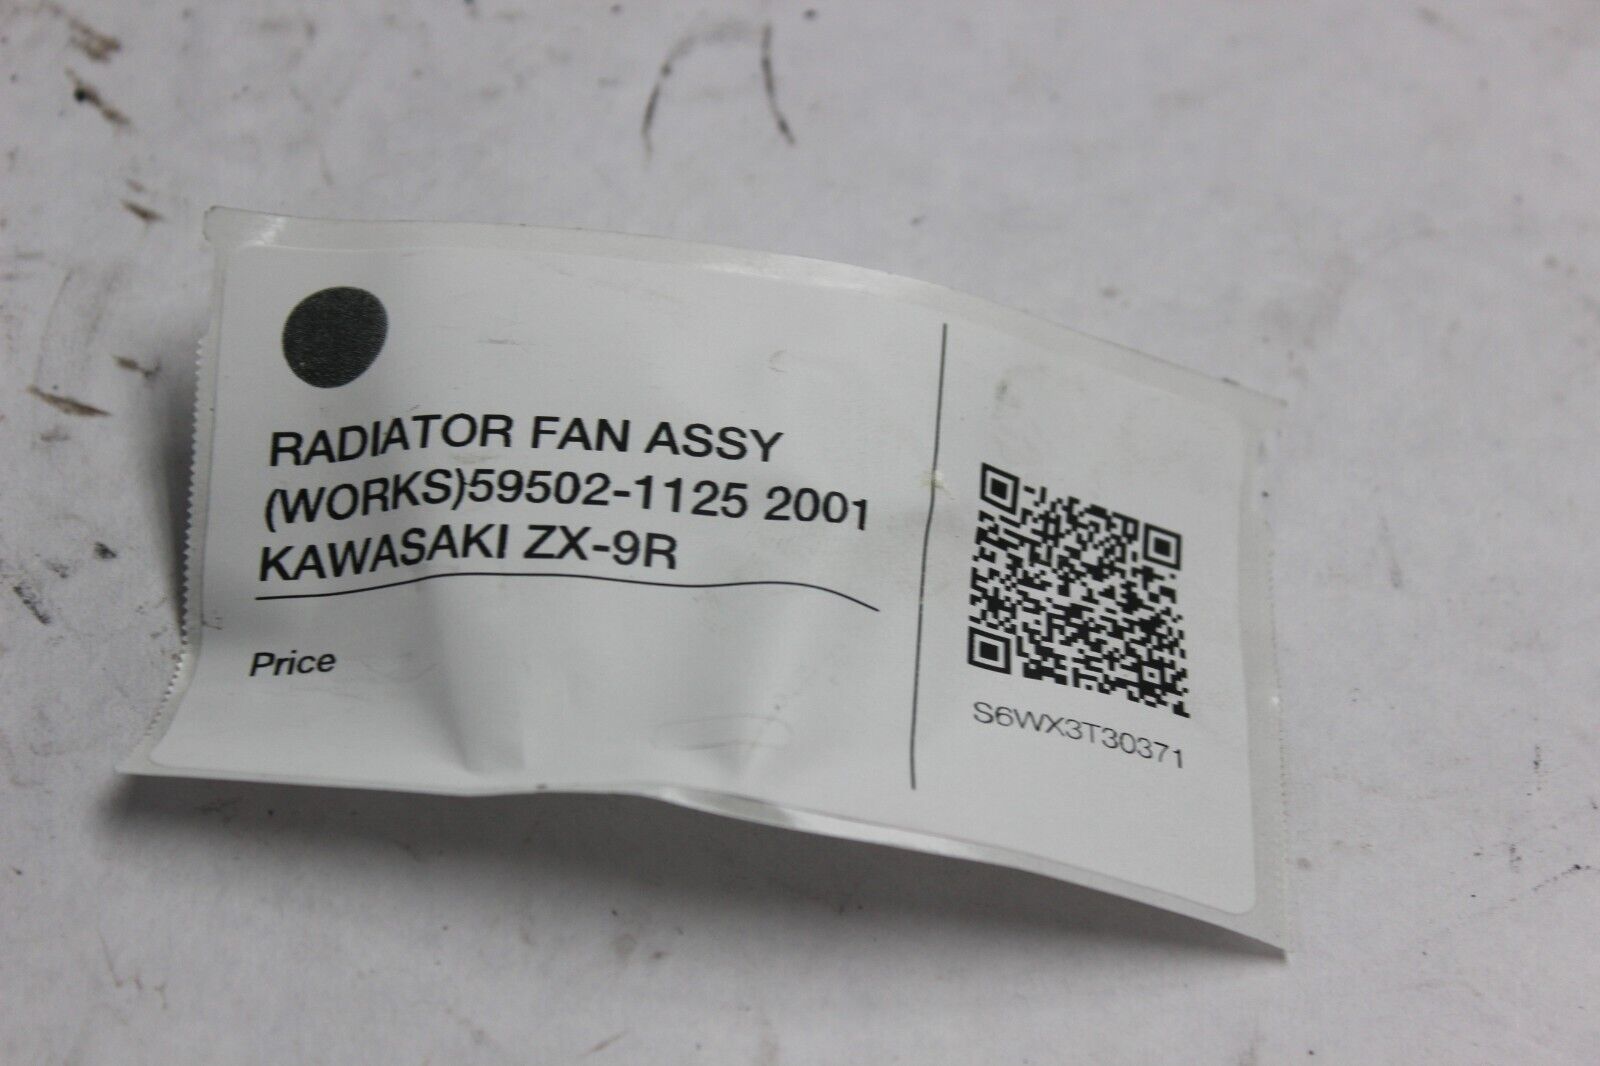 RADIATOR FAN ASSY
(WORKS)59502-1125 2001
KAWASAKI ZX-9R
Price
S6WX3T30371